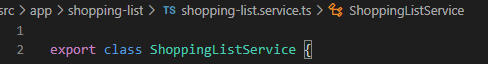 src > app > shopping-list > TS shopping-list.service.ts > ShoppingListService
1
2 export class ShoppingListService {